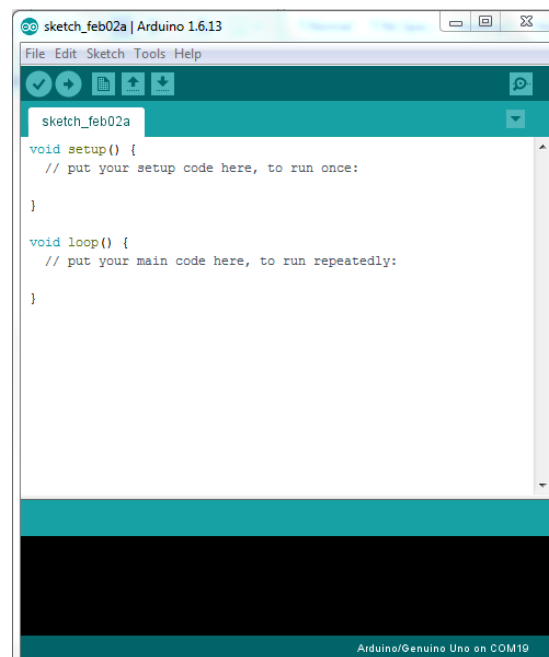 sketch_feb02a | Arduino 1.6.13
File Edit Sketch Tools Help
sketch_feb02a
void setup() {
  // put your setup code here, to run once:
}
void loop() {
  // put your main code here, to run repeatedly:
}
Arduino/Genuino Uno on COM19